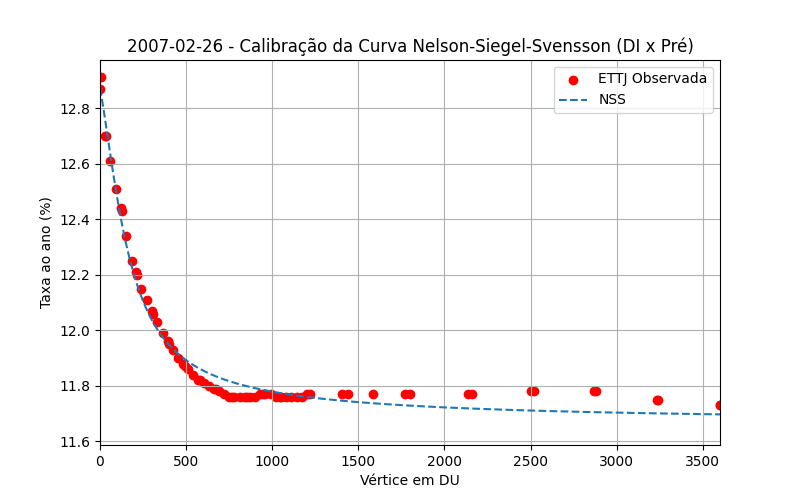 2007-02-26 - Calibração da Curva Nelson-Siegel-Svensson (DI x Pré)
ETTJ Observada
NSS
Taxa ao ano (%)
12.8
12.6
12.4
12.2
12.0
11.8
11.6
0 500 1000 1500 2000 2500 3000 3500
Vértice em DU